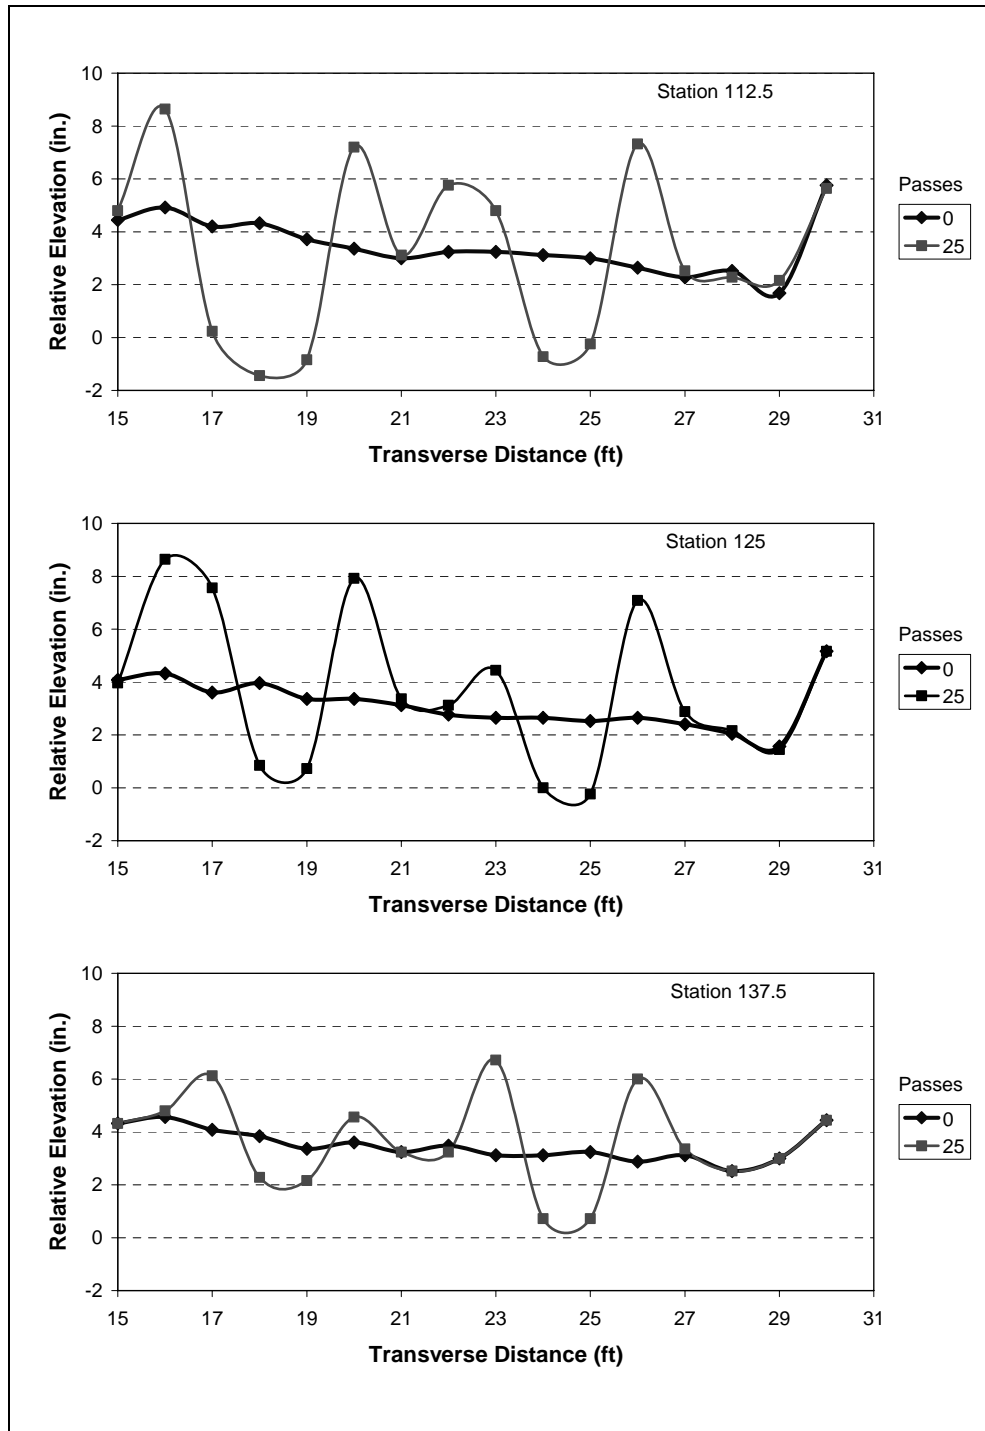 Station 112.5
10
8
6
4
2
0
-2
Relative Elevation (in.)
15 17 19 21 23 25 27 29 31
Transverse Distance (ft)
Passes
0
25
Station 125
10
8
6
4
2
0
-2
Relative Elevation (in.)
15 17 19 21 23 25 27 29 31
Transverse Distance (ft)
Passes
0
25
Station 137.5
10
8
6
4
2
0
-2
Relative Elevation (in.)
15 17 19 21 23 25 27 29 31
Transverse Distance (ft)
Passes
0
25